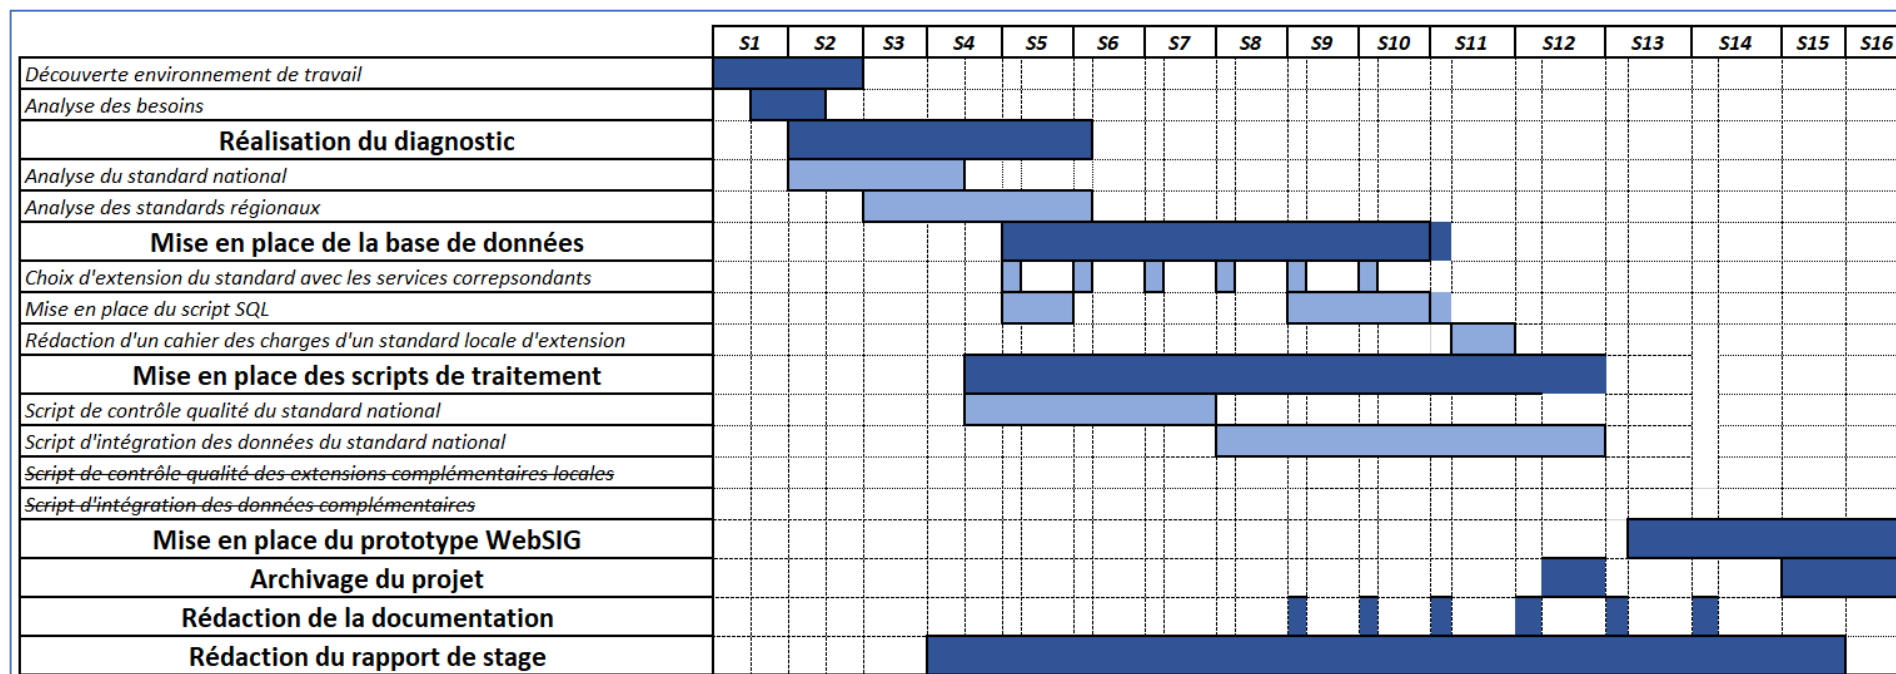 S1 S2 S3 S4 S5 S6 S7 S8 S9 S10 S11 S12 S13 S14 S15 S16
Découverte environnement de travail
Analyse des besoins
Réalisation du diagnostic
Analyse du standard national
Analyse des standards régionaux
Mise en place de la base de données
Choix d'extension du standard avec les services correpsondants
Mise en place du script SQL
Rédaction d'un cahier des charges d'un standard locale d'extension
Mise en place des scripts de traitement
Script de contrôle qualité du standard national
Script d'intégration des données du standard national
Script de contrôle qualité des extensions complémentaires locales
Script d'intégration des données complémentaires
Mise en place du prototype WebSIG
Archivage du projet
Rédaction de la documentation
Rédaction du rapport de stage